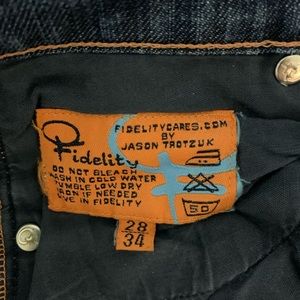 FIDELITYCARES.COM
BY
JASON TROTZUK
Fidelity
DO NOT BLEACH
WASH IN COLD WATER
TUMBLE LOW DRY
IRON IF NEEDED
LIVE IN FIDELITY
50
28
34